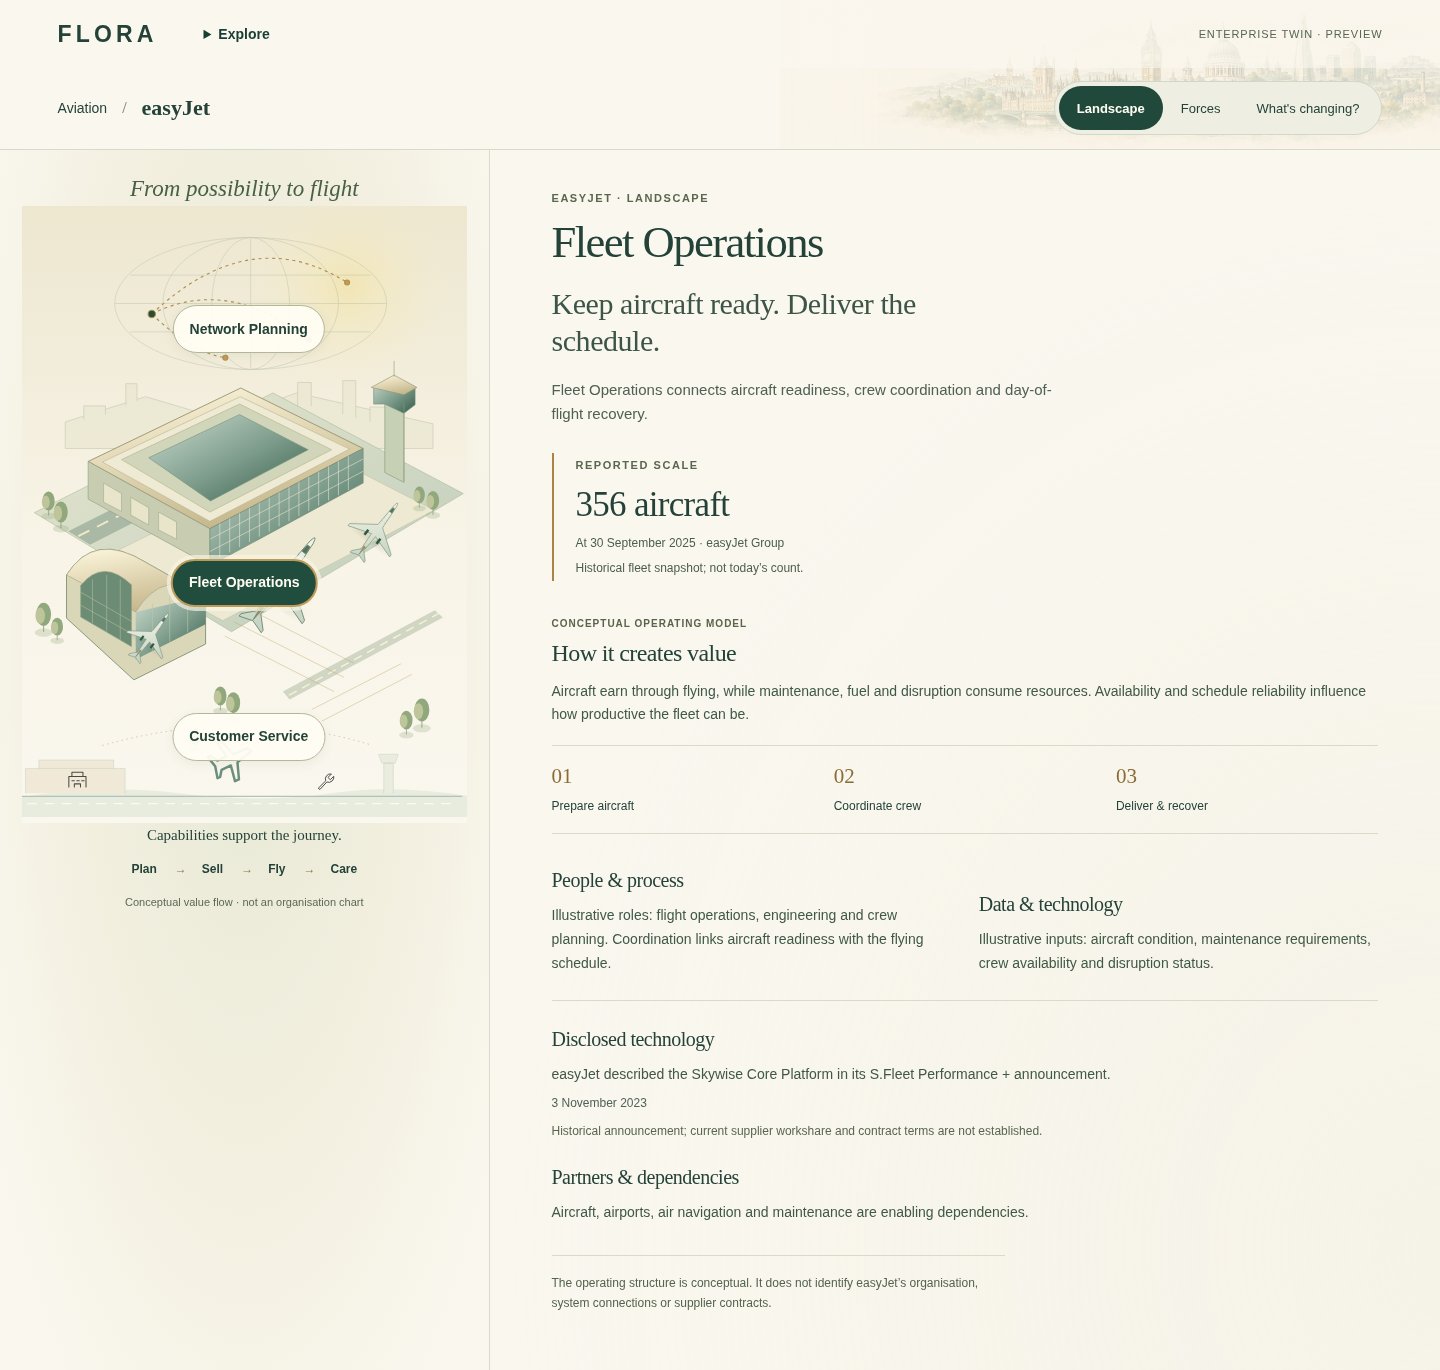 FLORA
▶ Explore
ENTERPRISE TWIN · PREVIEW
Aviation / easyJet
Landscape
Forces
What's changing?
From possibility to flight
Network Planning
Fleet Operations
Customer Service
Capabilities support the journey.
Plan → Sell → Fly → Care
Conceptual value flow · not an organisation chart
EASYJET · LANDSCAPE
Fleet Operations
Keep aircraft ready. Deliver the
schedule.
Fleet Operations connects aircraft readiness, crew coordination and day-of-
flight recovery.
REPORTED SCALE
356 aircraft
At 30 September 2025 · easyJet Group
Historical fleet snapshot; not today’s count.
CONCEPTUAL OPERATING MODEL
How it creates value
Aircraft earn through flying, while maintenance, fuel and disruption consume resources. Availability and schedule reliability influence
how productive the fleet can be.
01
Prepare aircraft
02
Coordinate crew
03
Deliver & recover
People & process
Illustrative roles: flight operations, engineering and crew
planning. Coordination links aircraft readiness with the flying
schedule.
Data & technology
Illustrative inputs: aircraft condition, maintenance requirements,
crew availability and disruption status.
Disclosed technology
easyJet described the Skywise Core Platform in its S.Fleet Performance + announcement.
3 November 2023
Historical announcement; current supplier workshare and contract terms are not established.
Partners & dependencies
Aircraft, airports, air navigation and maintenance are enabling dependencies.
The operating structure is conceptual. It does not identify easyJet’s organisation,
system connections or supplier contracts.